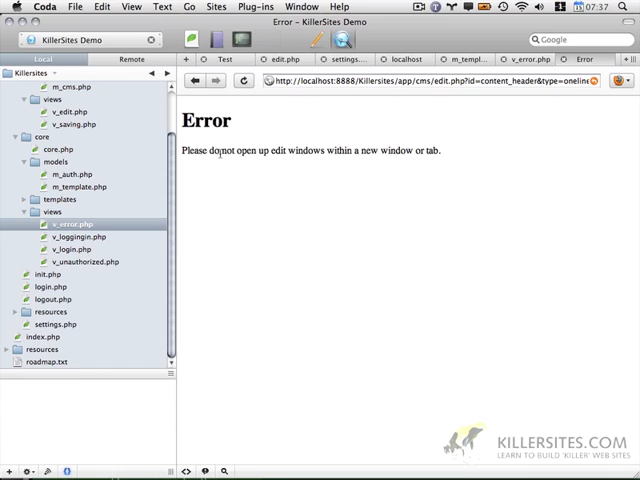 Coda File Edit View Text Go Sites Plug-ins Window Help 07:37
Error - KillerSites Demo
KillerSites Demo
Google
Local Remote
Test edit.php settings.... localhost m_templ... v_error.php Error
Killersites
http://localhost:8888/Killersites/app/cms/edit.php?id=content_header&type=oneline
m_cms.php
views
v_edit.php
v_saving.php
core
core.php
models
m_auth.php
m_template.php
templates
views
v_error.php
v_loggingin.php
v_login.php
v_unauthorized.php
init.php
login.php
logout.php
resources
settings.php
index.php
resources
roadmap.txt
Error
Please do not open up edit windows within a new window or tab.
KILLERSITES.COM
LEARN TO BUILD 'KILLER' WEB SITES